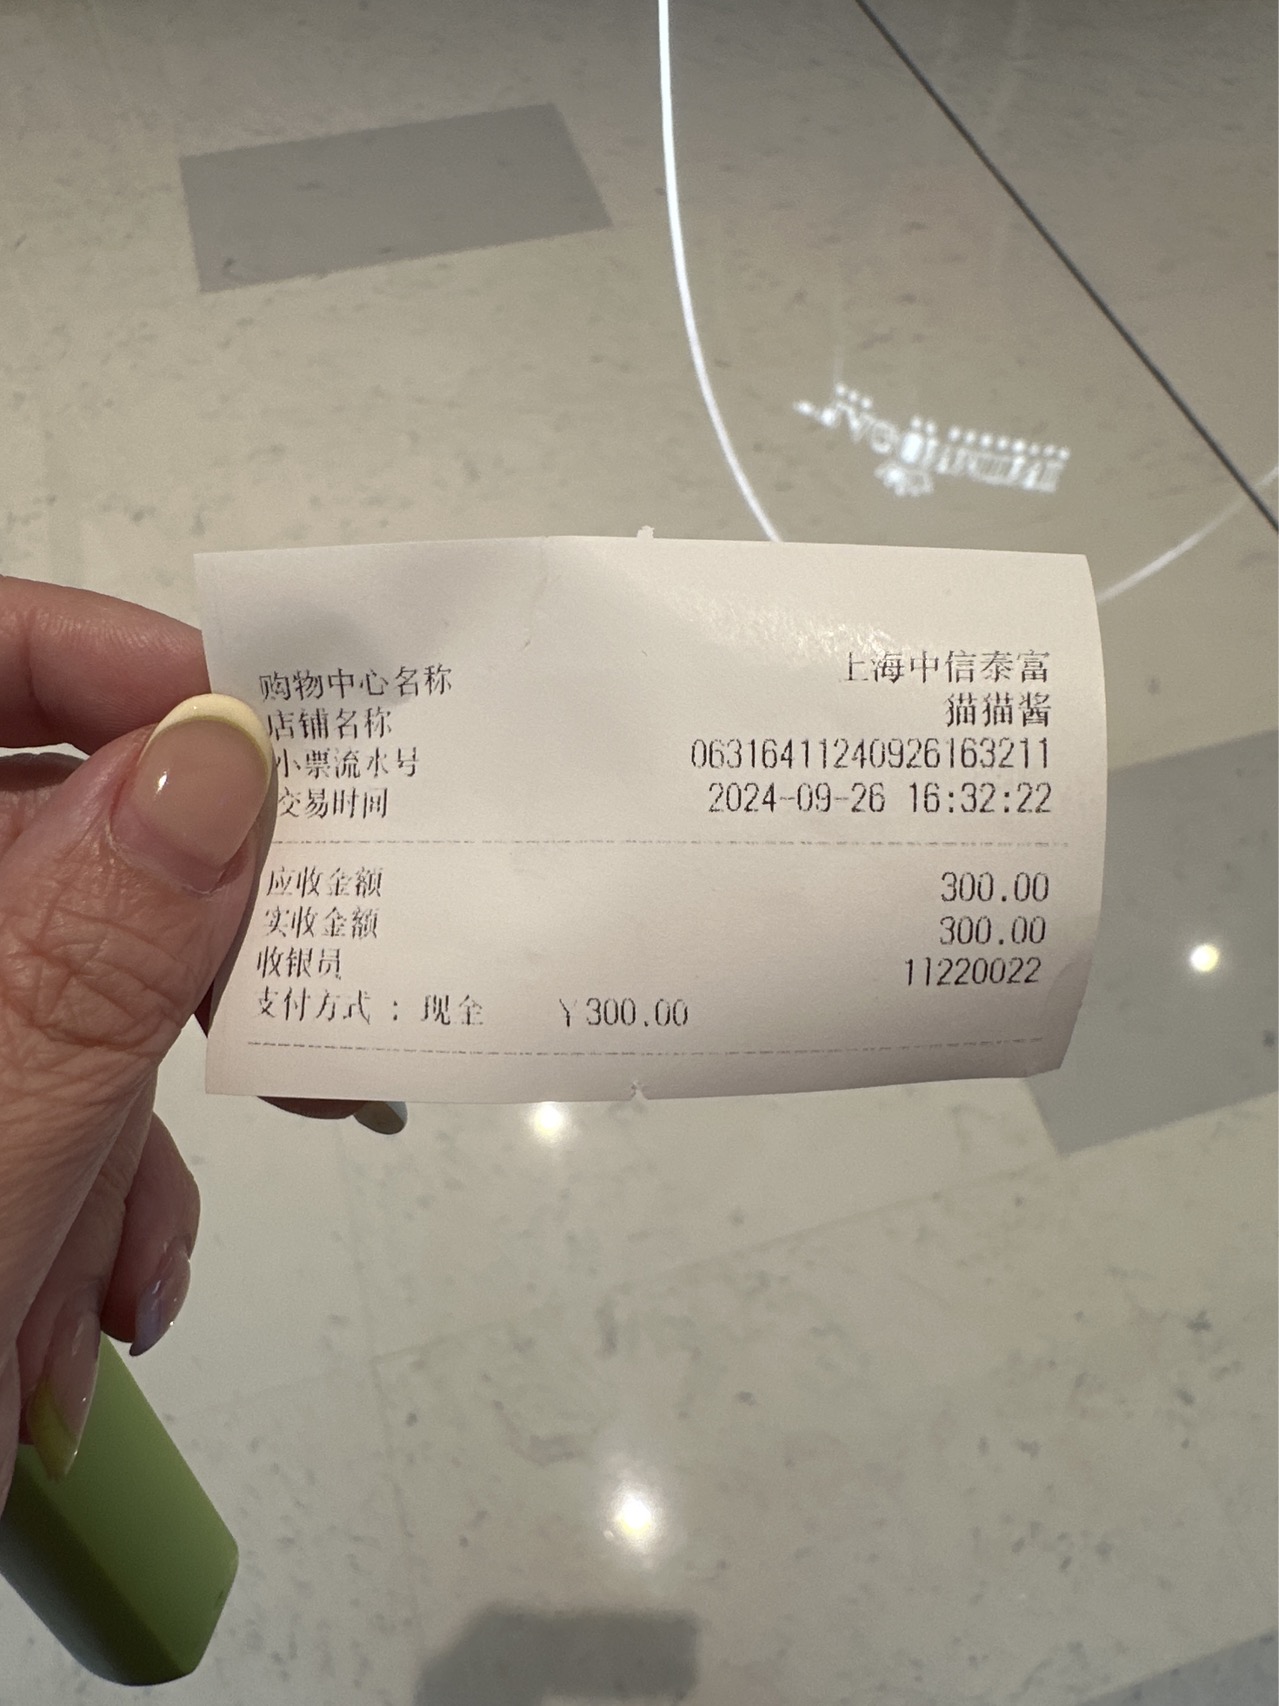 购物中心名称 上海中信泰富
店铺名称 猫猫酱
小票流水号 06316411240926163211
交易时间 2024-09-26 16:32:22
应收金额 300.00
实收金额 300.00
收银员 11220022
支付方式 : 现金 ¥300.00